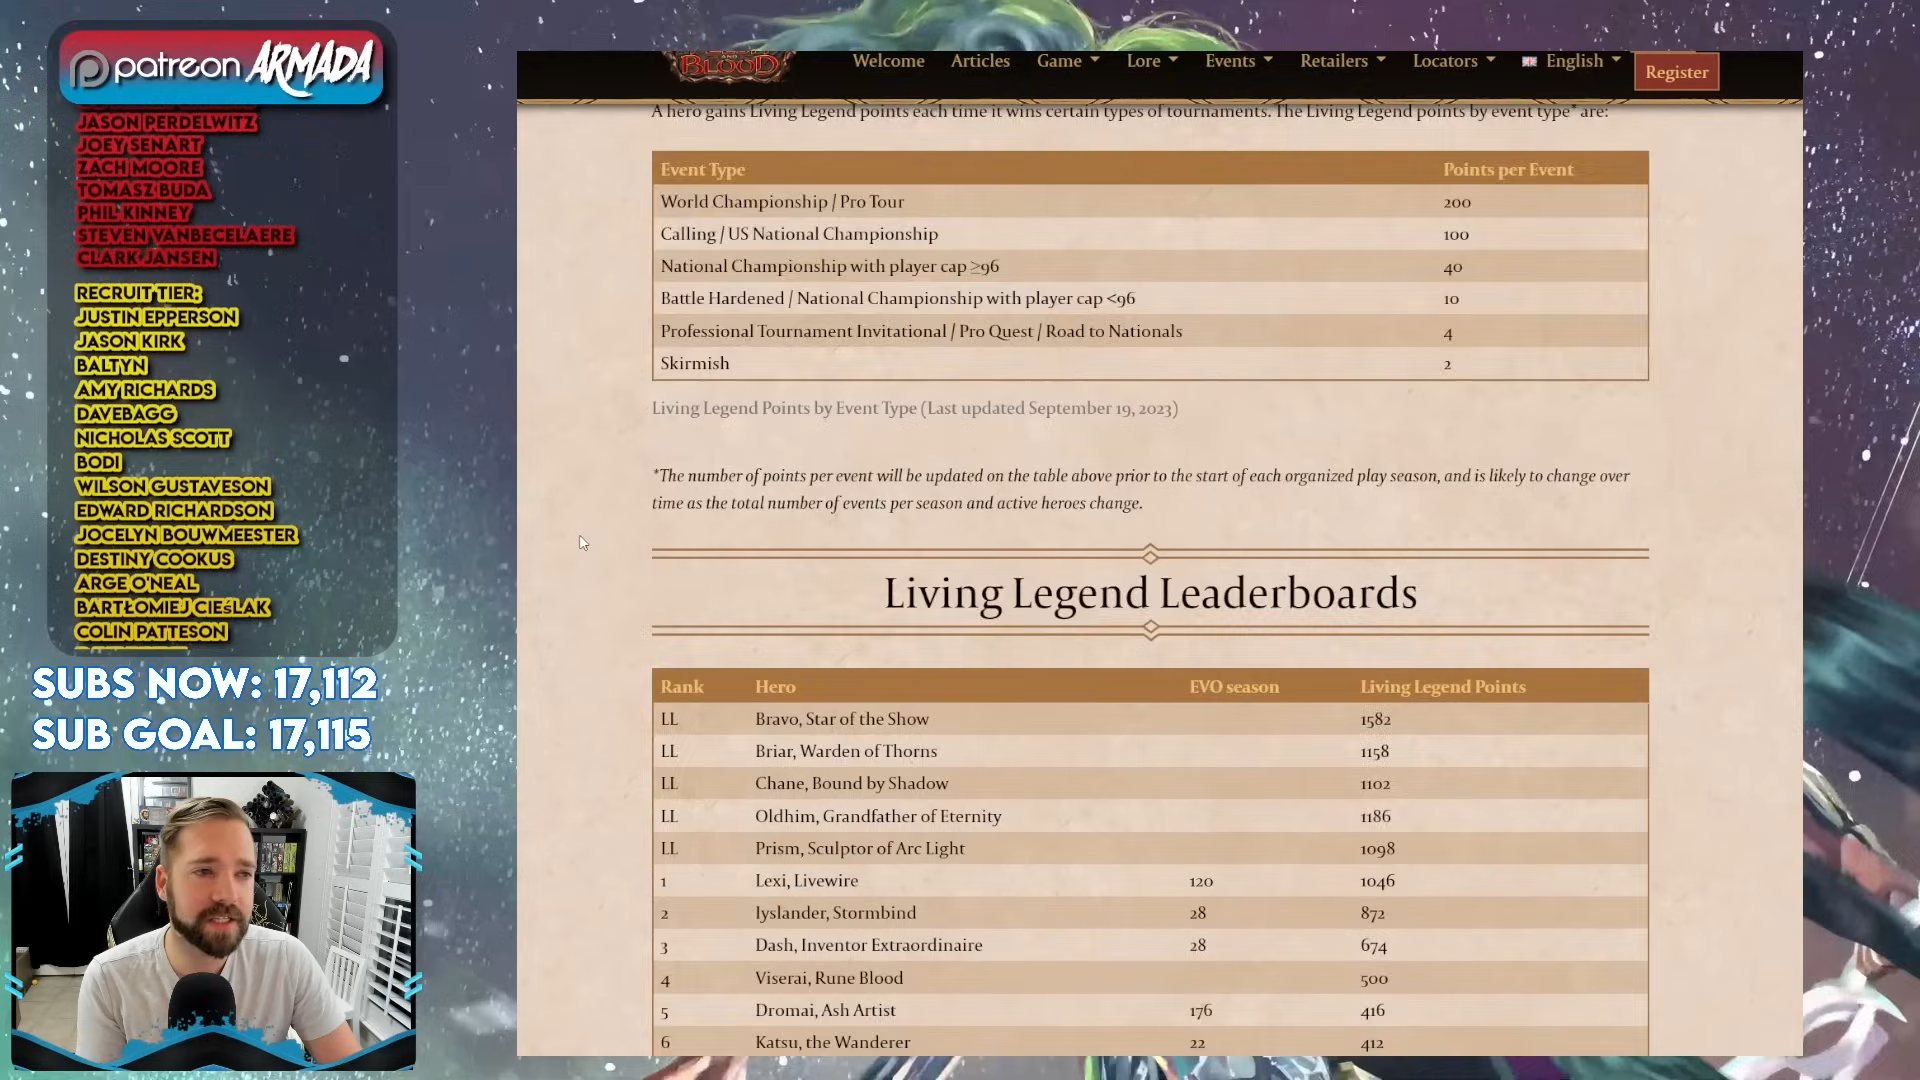 patreon ARMADA
JASON PERDELWITZ
JOEY SENART
ZACH MOORE
TOMASZ BUDA
PHIL KINNEY
STEVEN VANBECELAERE
CLARK JANSEN
RECRUIT TIER:
JUSTIN EPPERSON
JASON KIRK
BALTYN
AMY RICHARDS
DAVEBAGG
NICHOLAS SCOTT
BODI
WILSON GUSTAVESON
EDWARD RICHARDSON
JOCELYN BOUWMEESTER
DESTINY COOKUS
ARGE O'NEAL
BARTŁOMIEJ CIEśLAK
COLIN PATTESON
SUBS NOW: 17,112
SUB GOAL: 17,115
BLOOD
Welcome Articles Game Lore Events Retailers Locators English Register
A hero gains Living Legend points each time it wins certain types of tournaments. The Living Legend points by event type* are:
Event Type Points per Event
World Championship / Pro Tour 200
Calling / US National Championship 100
National Championship with player cap ≥96 40
Battle Hardened / National Championship with player cap <96 10
Professional Tournament Invitational / Pro Quest / Road to Nationals 4
Skirmish 2
Living Legend Points by Event Type (Last updated September 19, 2023)
*The number of points per event will be updated on the table above prior to the start of each organized play season, and is likely to change over
time as the total number of events per season and active heroes change.
Living Legend Leaderboards
Rank Hero EVO season Living Legend Points
LL Bravo, Star of the Show 1582
LL Briar, Warden of Thorns 1158
LL Chane, Bound by Shadow 1102
LL Oldhim, Grandfather of Eternity 1186
LL Prism, Sculptor of Arc Light 1098
1 Lexi, Livewire 120 1046
2 Iyslander, Stormbind 28 872
3 Dash, Inventor Extraordinaire 28 674
4 Viserai, Rune Blood 500
5 Dromai, Ash Artist 176 416
6 Katsu, the Wanderer 22 412